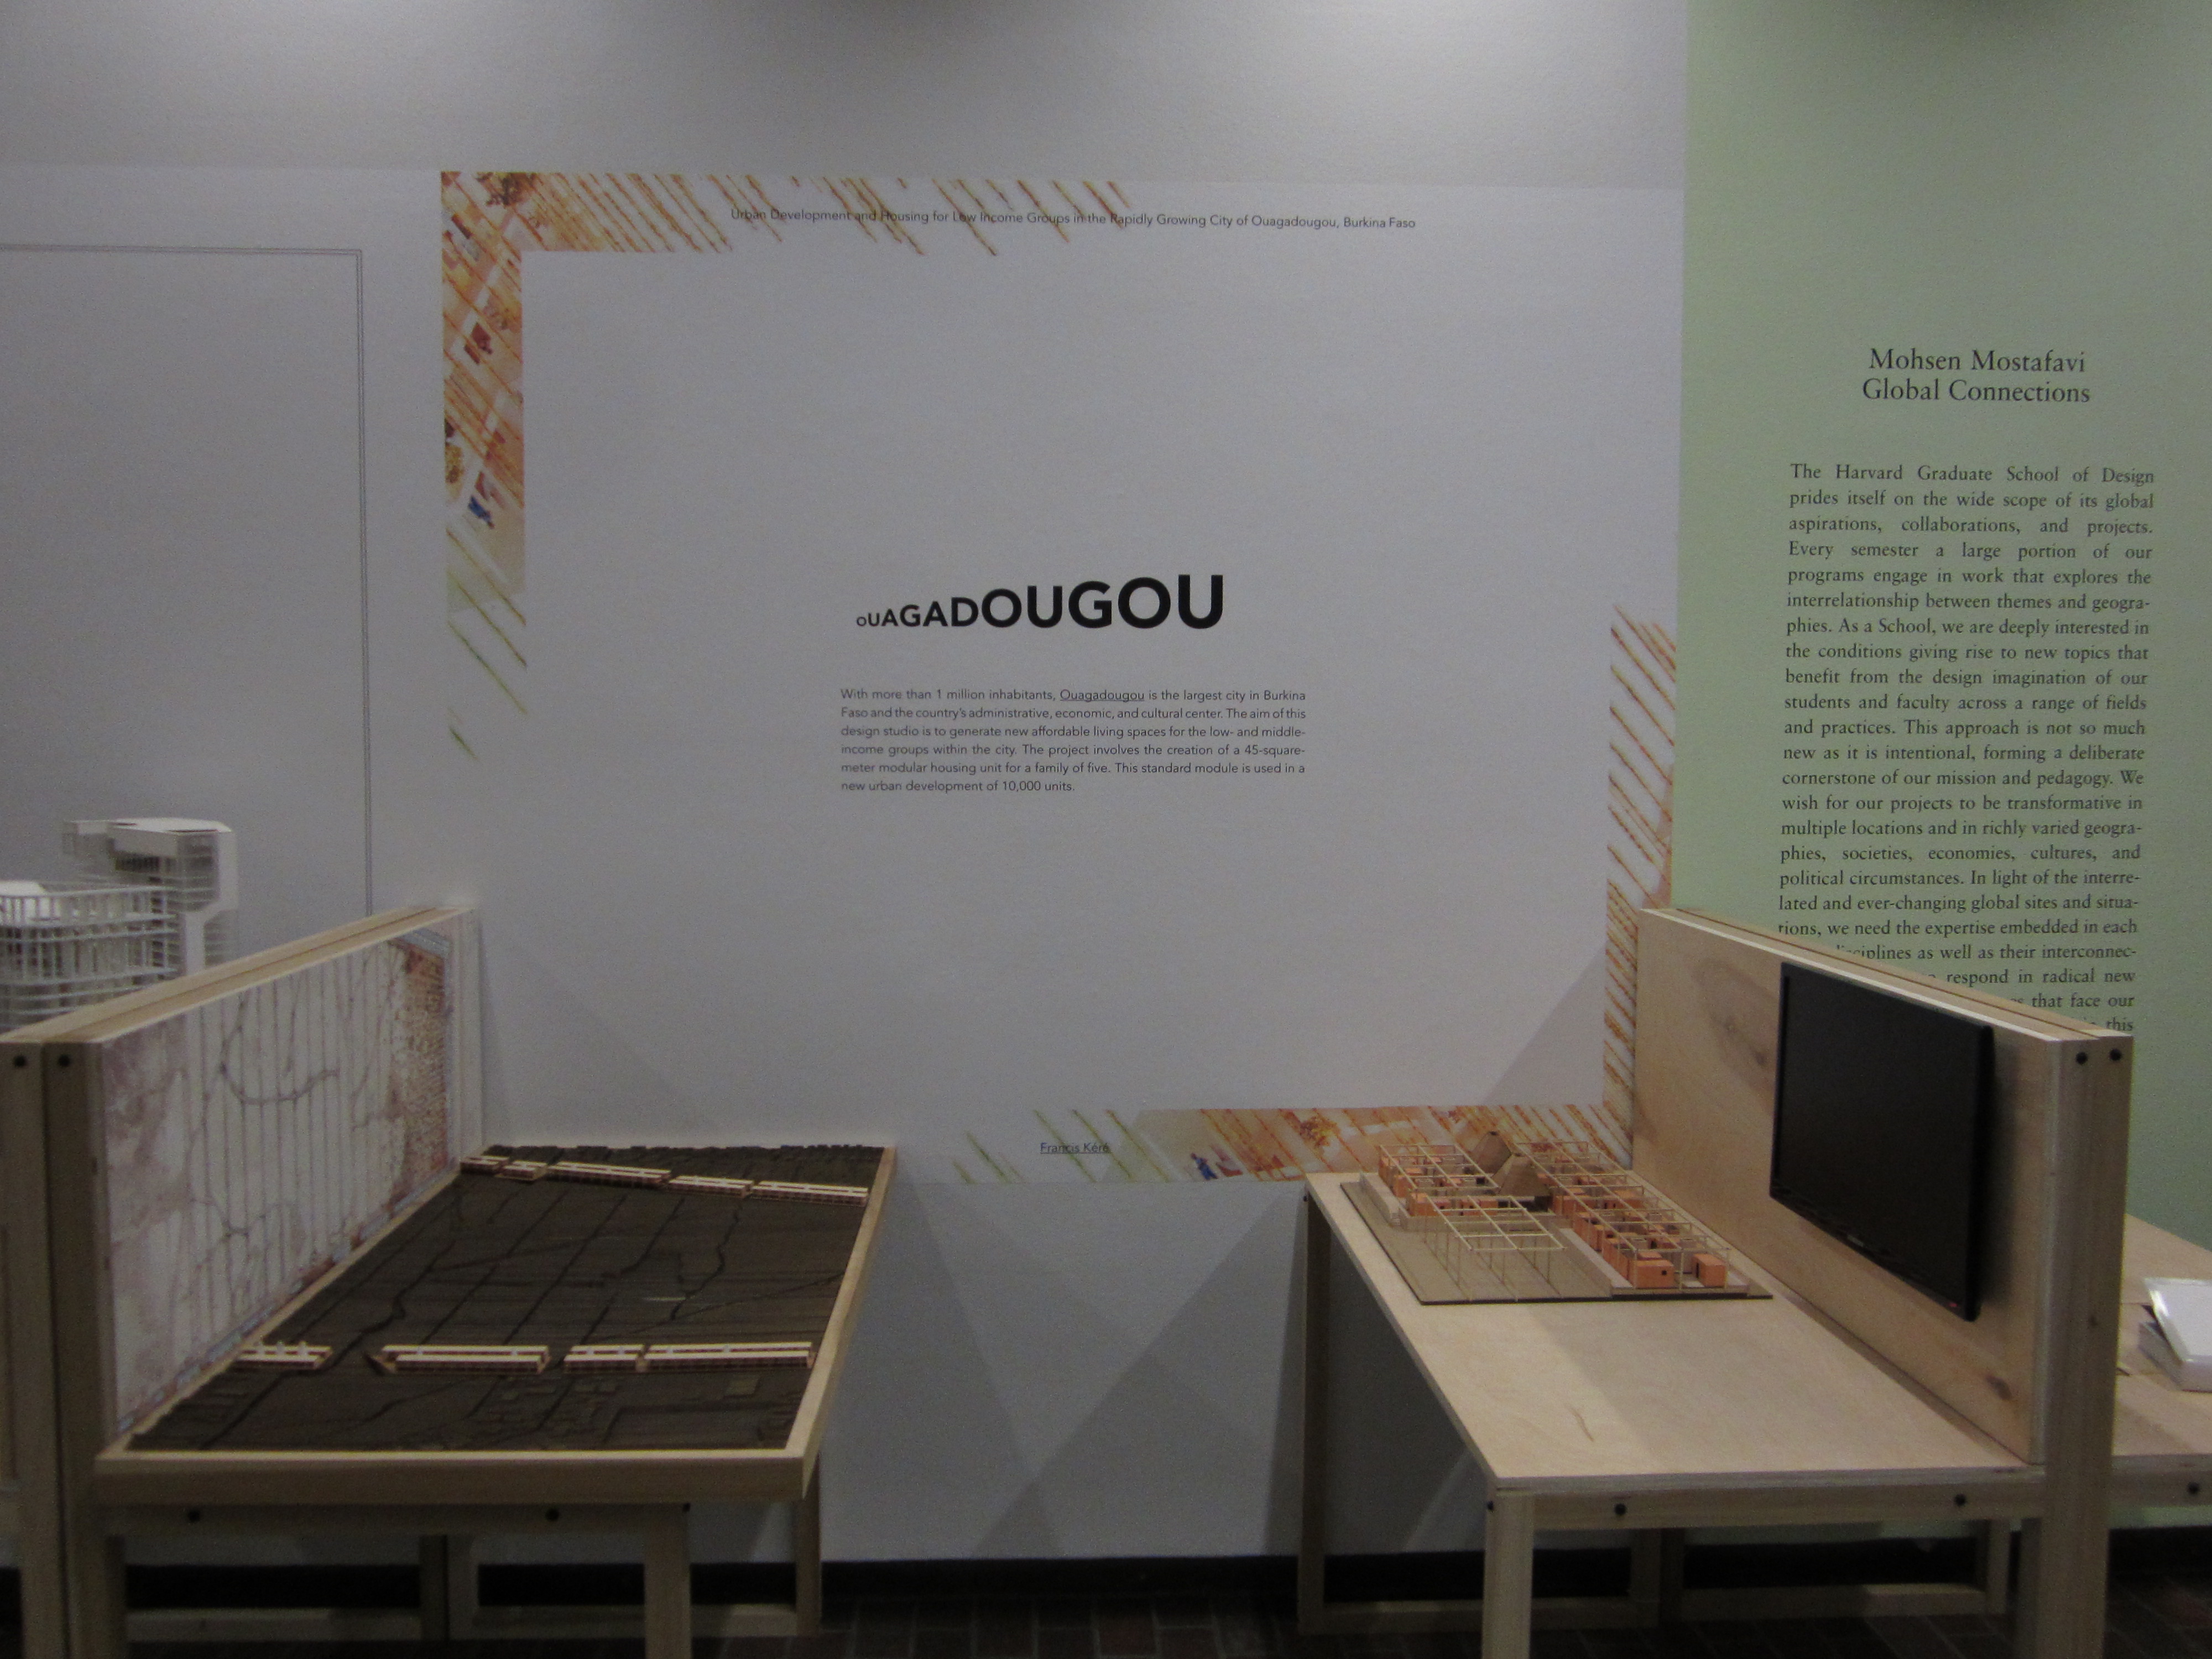 Urban Development and Housing for Low Income Groups in the Rapidly Growing City of Ouagadougou, Burkina Faso
OUAGADOUGOU
With more than 1 million inhabitants, Ouagadougou is the largest city in Burkina
Faso and the country's administrative, economic, and cultural center. The aim of this
design studio is to generate new affordable living spaces for the low- and middle-
income groups within the city. The project involves the creation of a 45-square-
meter modular housing unit for a family of five. This standard module is used in a
new urban development of 10,000 units.
Francis Kéré
Mohsen Mostafavi
Global Connections
The Harvard Graduate School of Design
prides itself on the wide scope of its global
aspirations, collaborations, and projects.
Every semester a large portion of our
programs engage in work that explores the
interrelationship between themes and geogra-
phies. As a School, we are deeply interested in
the conditions giving rise to new topics that
benefit from the design imagination of our
students and faculty across a range of fields
and practices. This approach is not so much
new as it is intentional, forming a deliberate
cornerstone of our mission and pedagogy. We
wish for our projects to be transformative in
multiple locations and in richly varied geogra-
phies, societies, economies, cultures, and
political circumstances. In light of the interre-
lated and ever-changing global sites and situa-
tions, we need the expertise embedded in each
as well as their interconnec-
respond in radical new
that face our
this